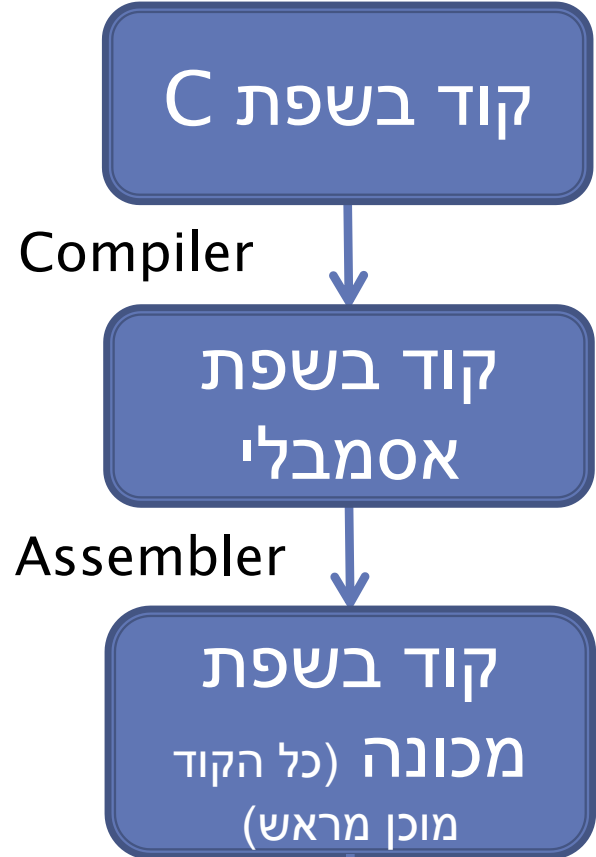 קוד בשפת C
Compiler
קוד בשפת
אסמבלי
Assembler
קוד בשפת
מכונה (כל הקוד
מוכן מראש)